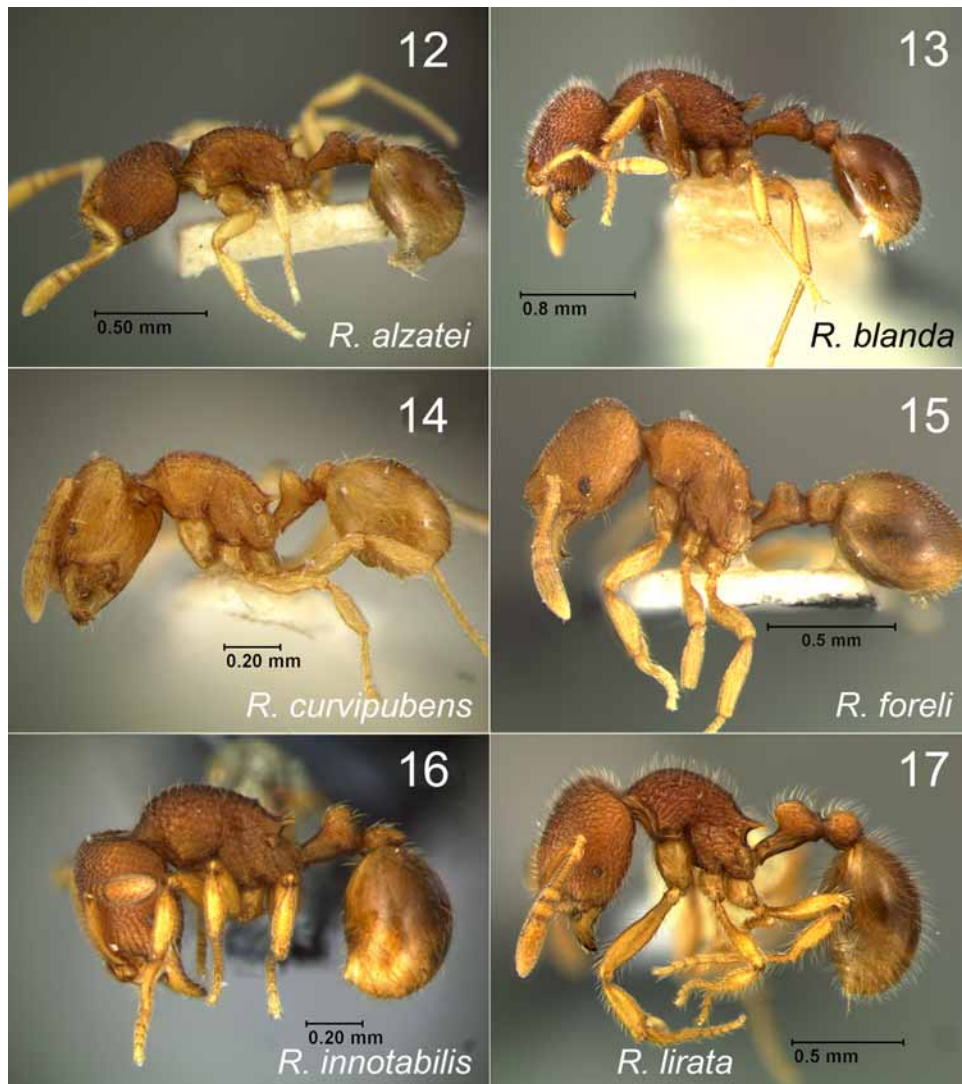 12
0.50 mm
R. alzatei
13
0.8 mm
R. blanda
14
0.20 mm
R. curvipubens
15
0.5 mm
R. foreli
16
0.20 mm
R. innotabilis
17
0.5 mm
R. lirata